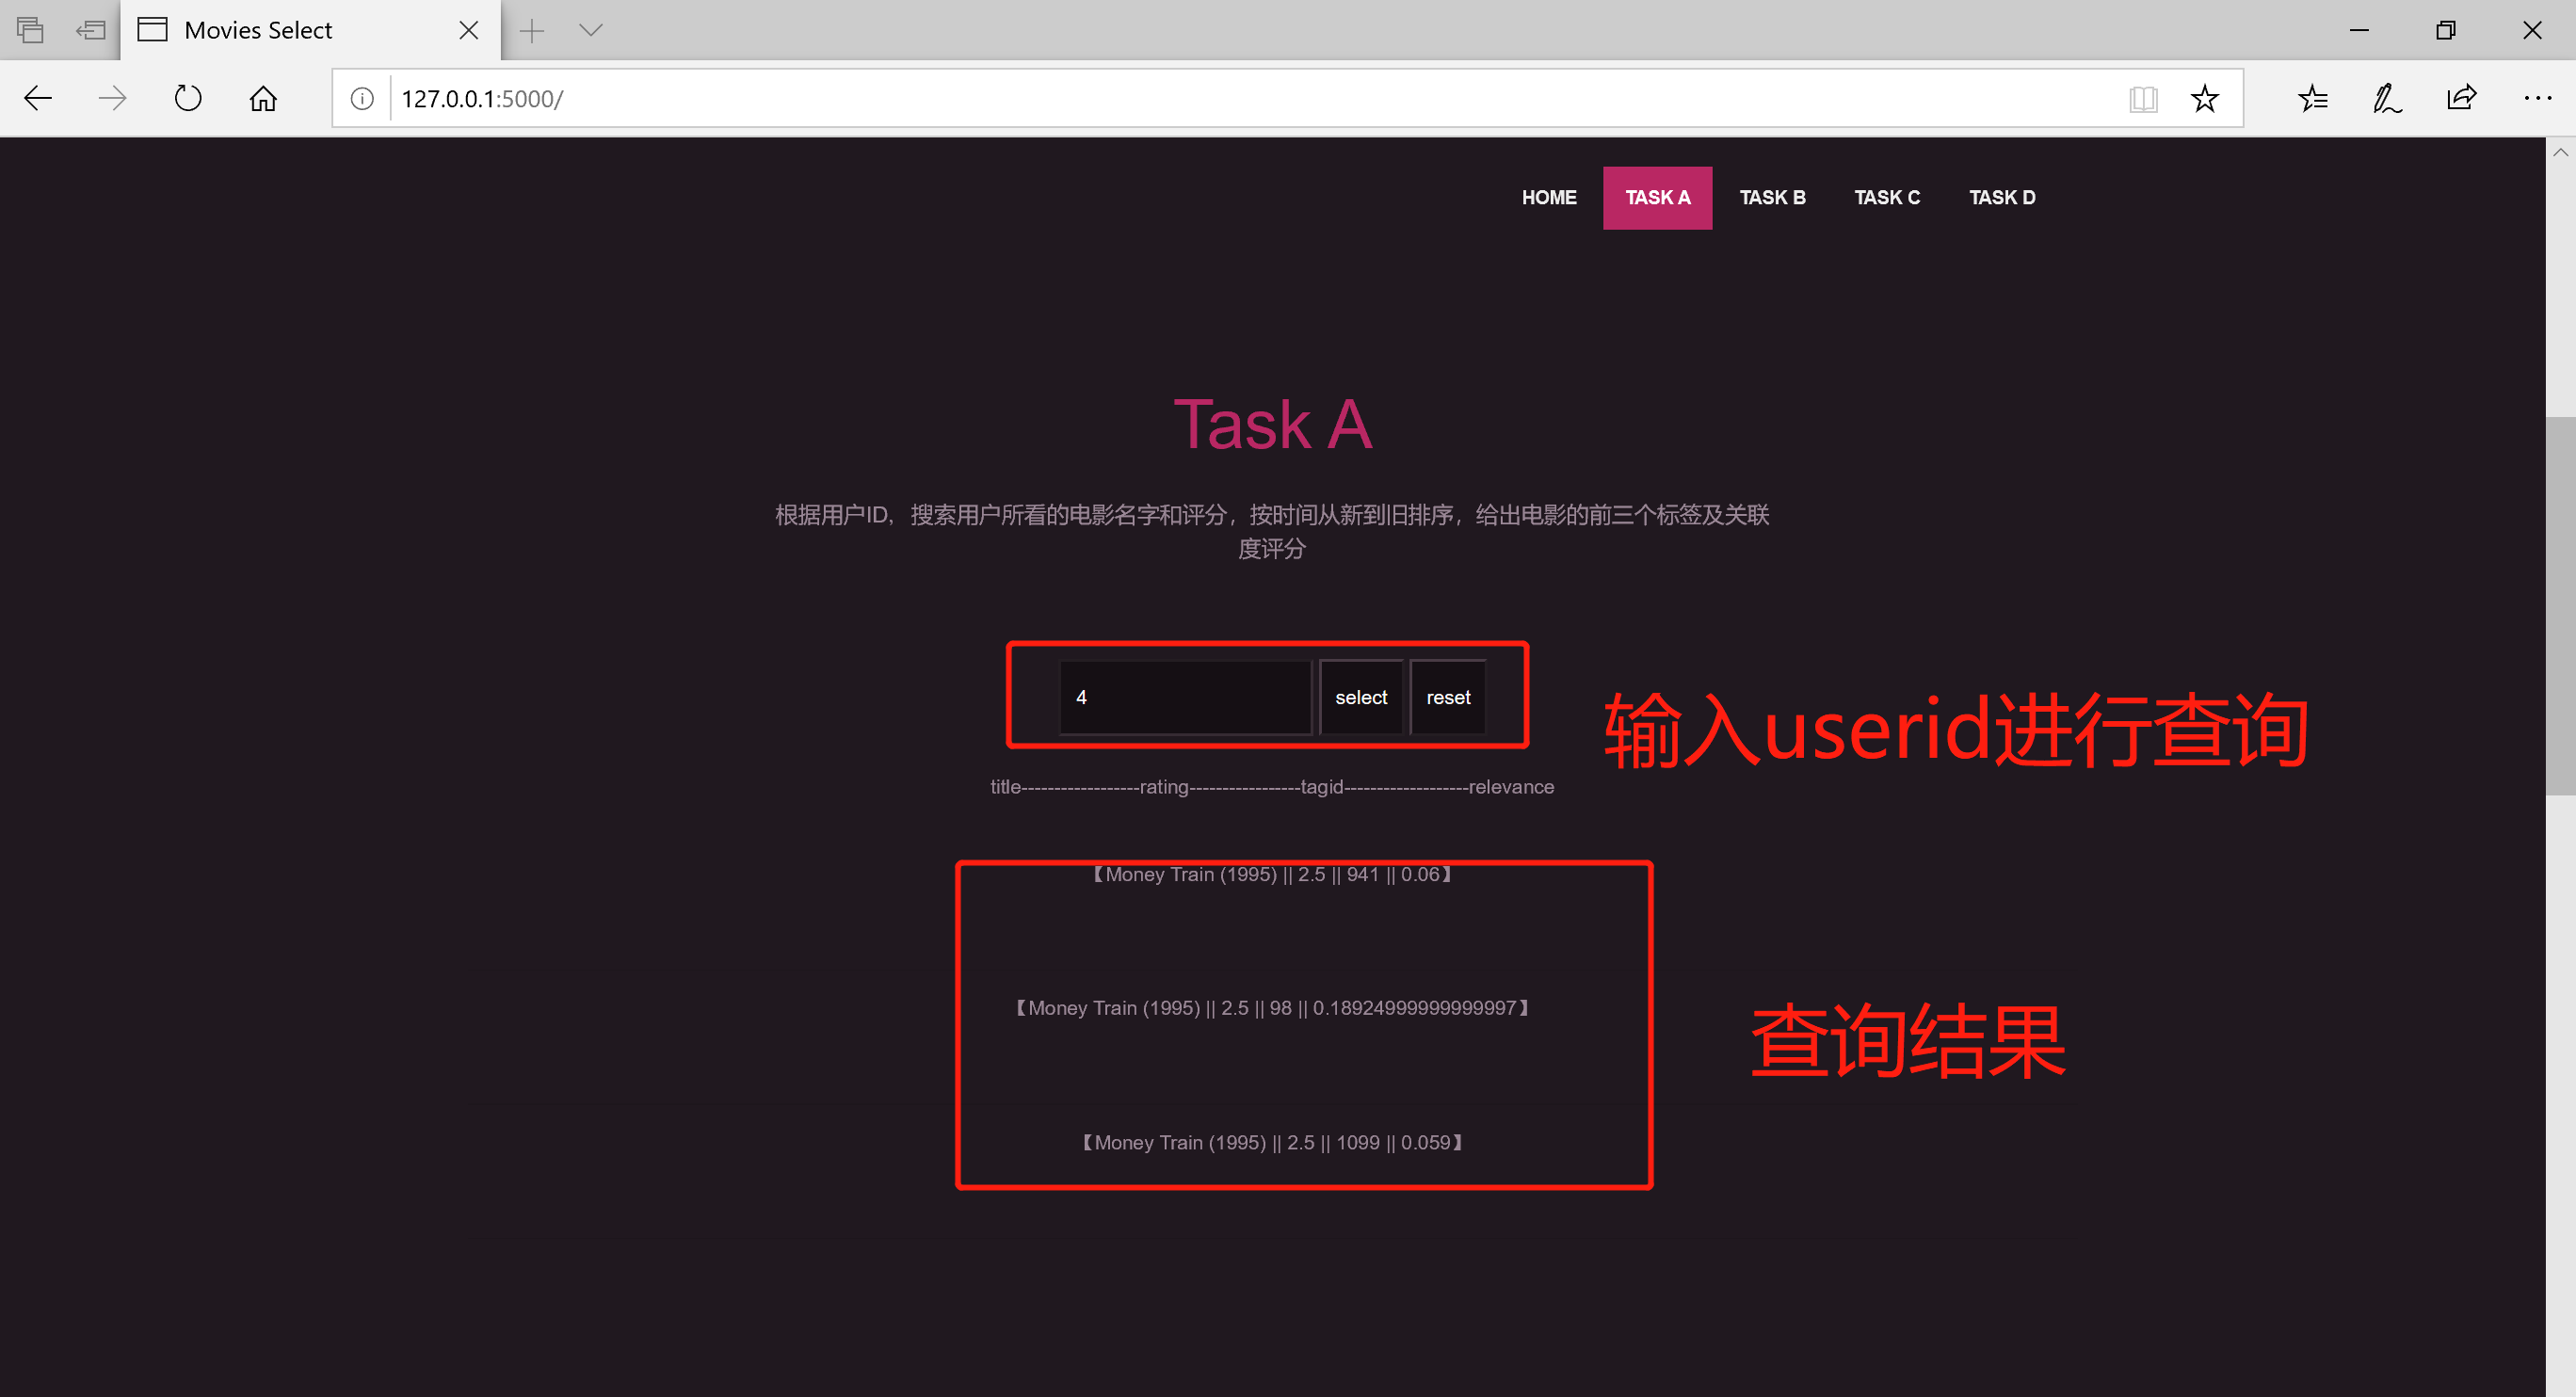 Movies Select
127.0.0.1:5000/
HOME TASK A TASK B TASK C TASK D
Task A
根据用户ID，搜索用户所看的电影名字和评分，按时间从新到旧排序，给出电影的前三个标签及关联
度评分
4 select reset
输入userid进行查询
title------------------rating-----------------tagid-------------------relevance
【Money Train (1995) || 2.5 || 941 || 0.06】
【Money Train (1995) || 2.5 || 98 || 0.18924999999999997】
查询结果
【Money Train (1995) || 2.5 || 1099 || 0.059】